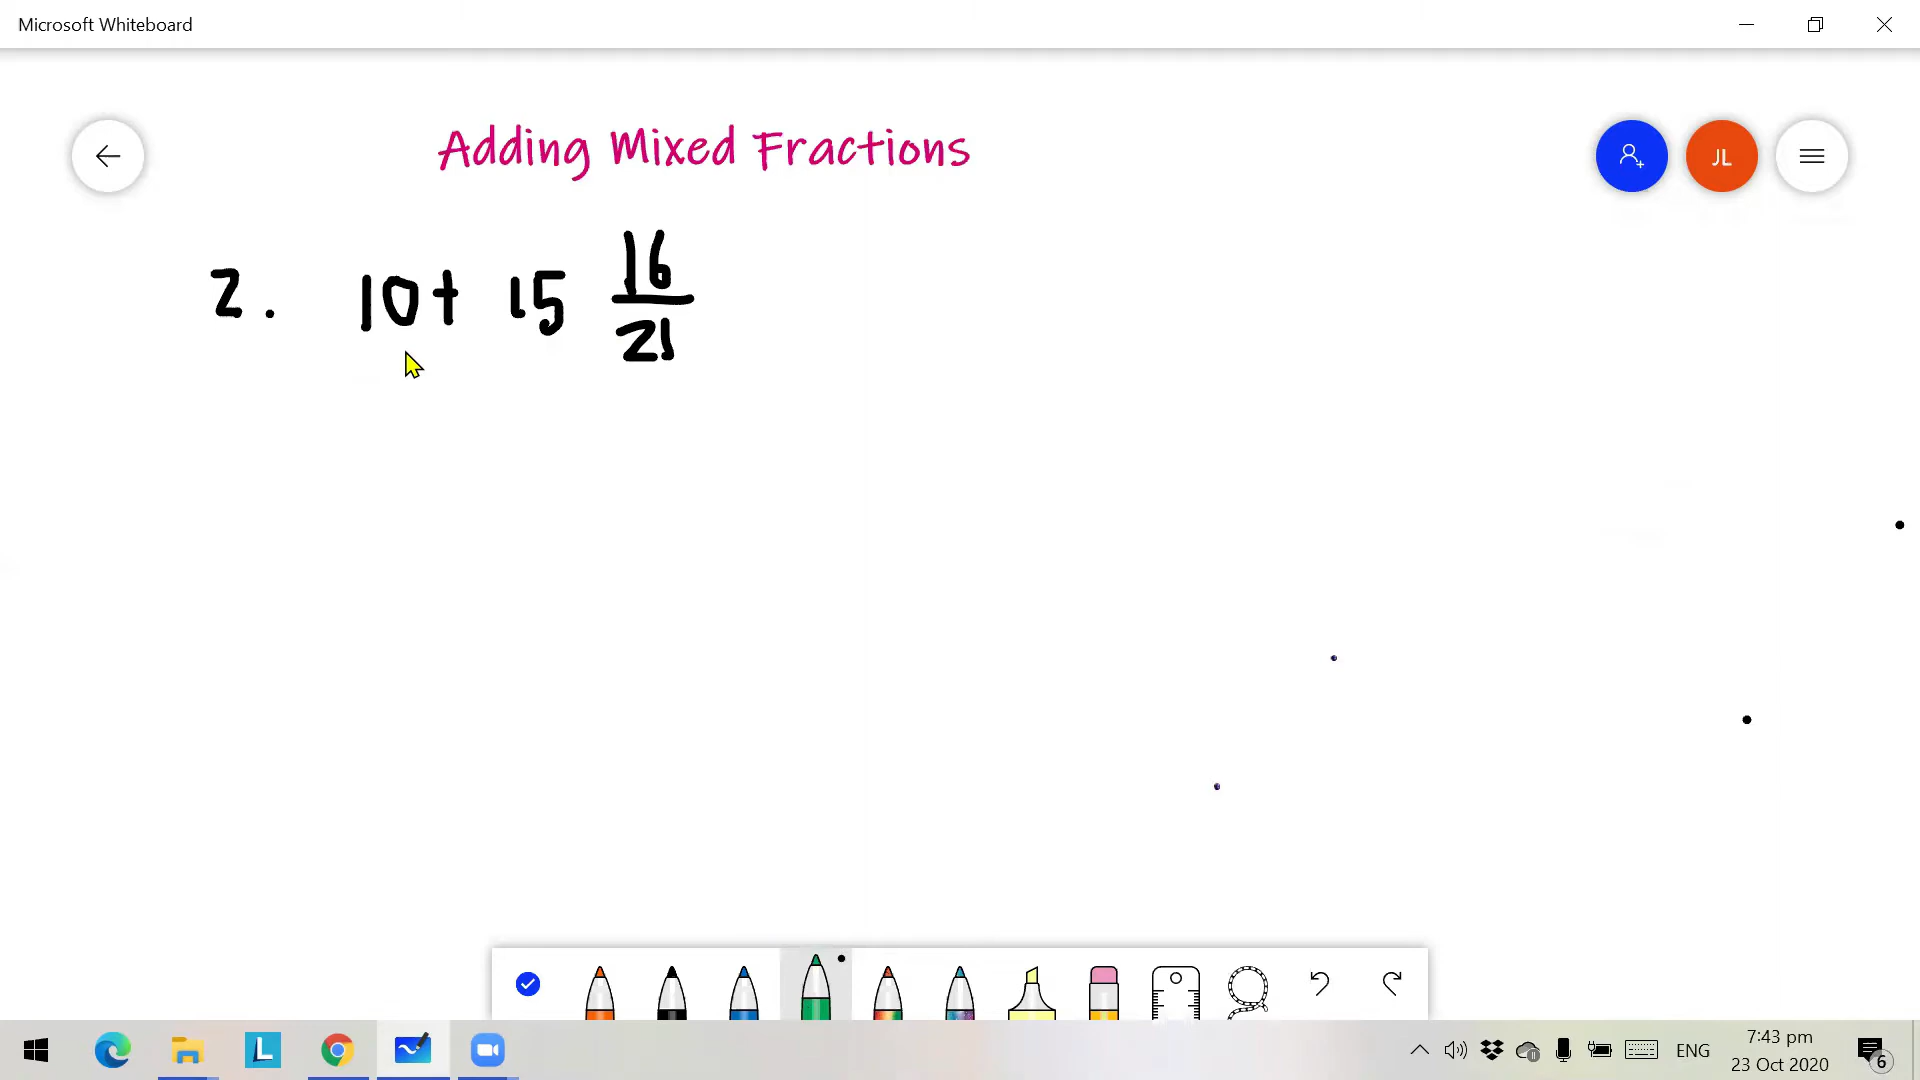 Microsoft Whiteboard
Adding Mixed Fractions
JL
2. 10+ 15 16/21
L
ENG
7:43 pm
23 Oct 2020
6